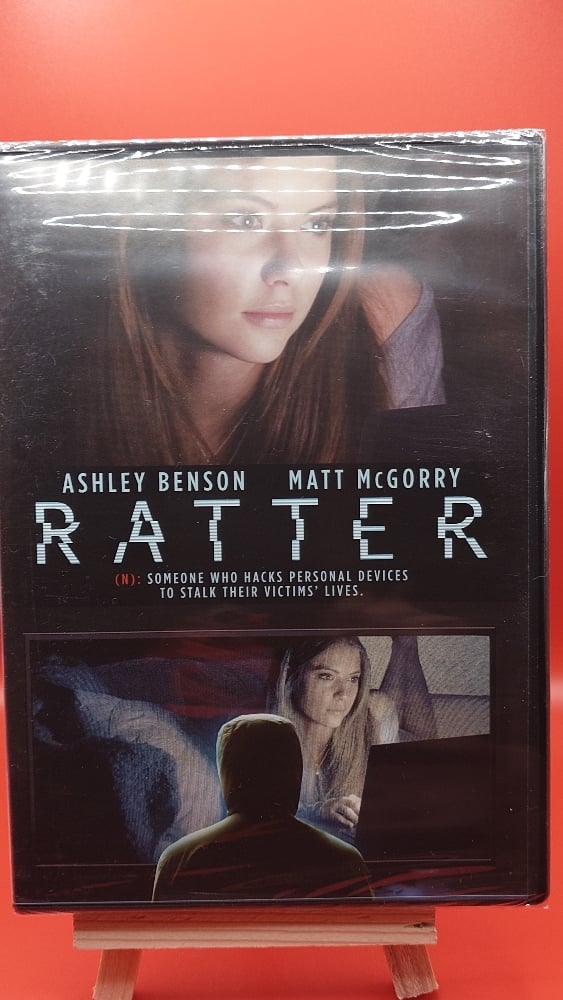 ASHLEY BENSON MATT McGORRY
RATTER
(N): SOMEONE WHO HACKS PERSONAL DEVICES
TO STALK THEIR VICTIMS' LIVES.